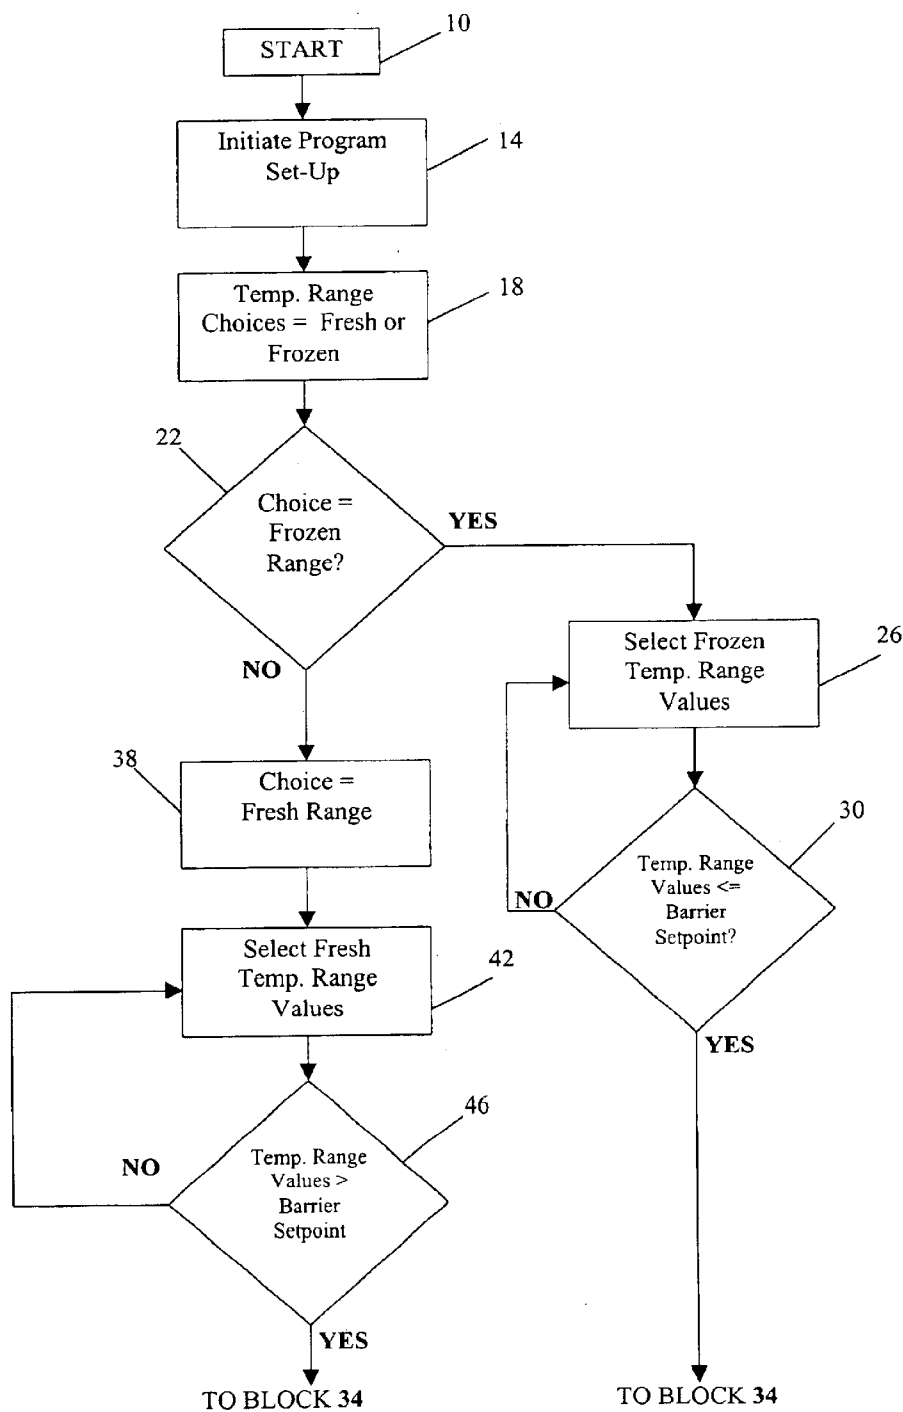 10
START
Initiate Program
Set-Up
14
Temp. Range
Choices = Fresh or
Frozen
18
22
Choice =
Frozen
Range?
YES
NO
Select Frozen
Temp. Range
Values
26
38
Choice =
Fresh Range
30
Temp. Range
Values <=
Barrier
Setpoint?
NO
YES
Select Fresh
Temp. Range
Values
42
46
Temp. Range
Values >
Barrier
Setpoint
NO
YES
TO BLOCK 34
TO BLOCK 34